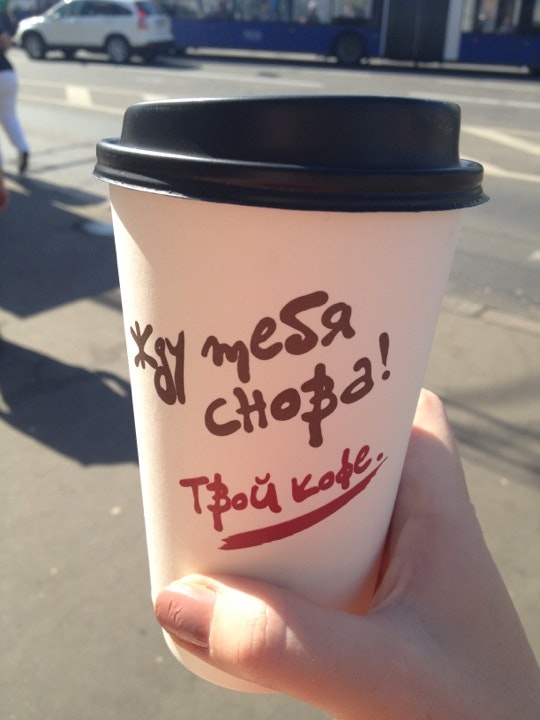 Жду тебя
снова!
Твой кофе.